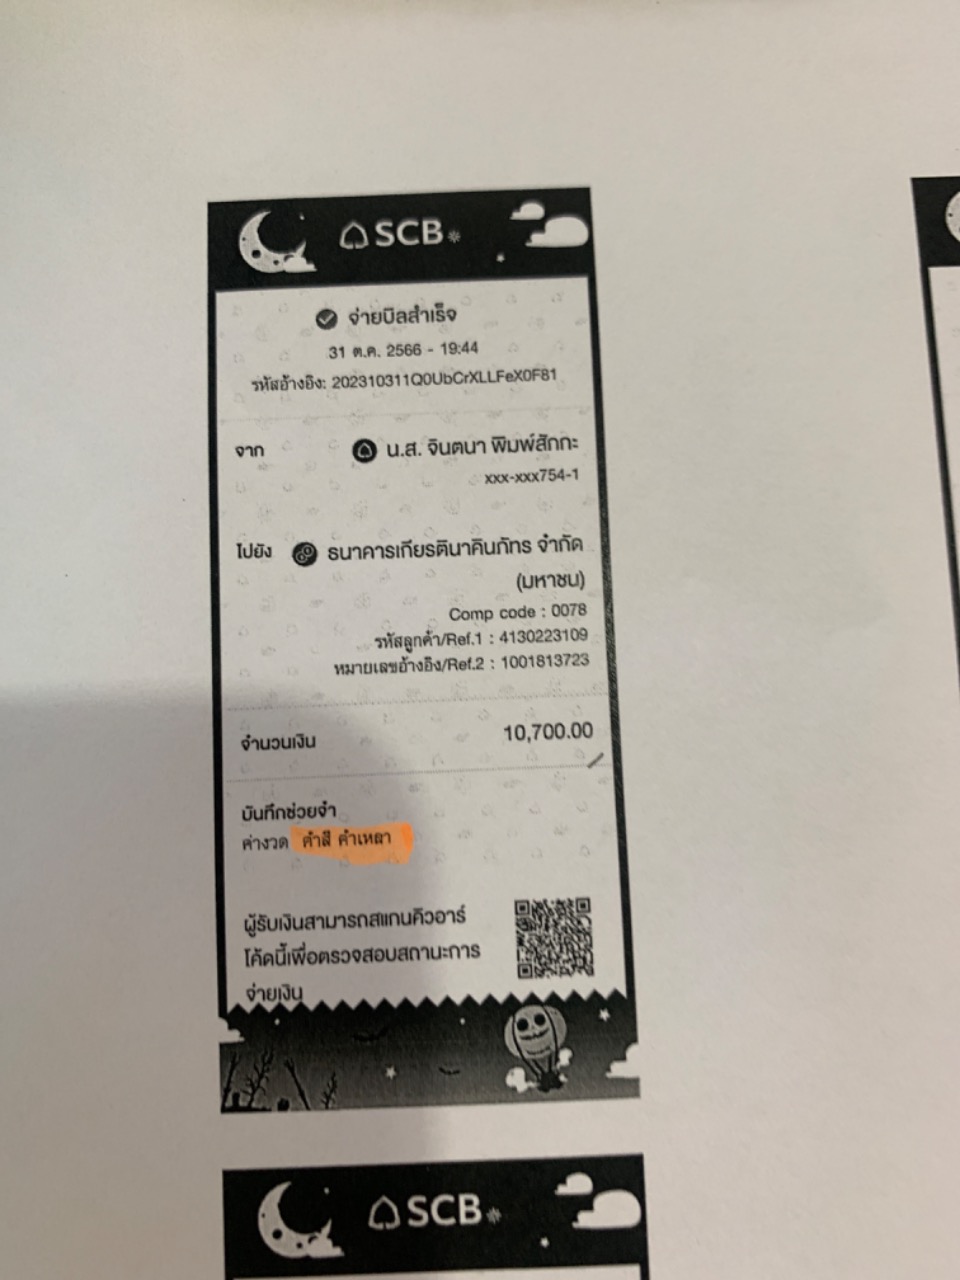 SCB
จ่ายบิลสำเร็จ
31 ต.ค. 2566 - 19:44
รหัสอ้างอิง: 202310311Q0UbCrXLLFeX0F81
จาก น.ส. จินตนา พิมพ์สักกะ
xxx-xxx754-1
ไปยัง ธนาคารเกียรตินาคินภัทร จำกัด
(มหาชน)
Comp code : 0078
รหัสลูกค้า/Ref.1 : 4130223109
หมายเลขอ้างอิง/Ref.2 : 1001813723
จำนวนเงิน 10,700.00
บันทึกช่วยจำ
ค่างวด คำสี คำเหลา
ผู้รับเงินสามารถสแกนคิวอาร์
โค้ดนี้เพื่อตรวจสอบสถานะการ
จ่ายเงิน
SCB